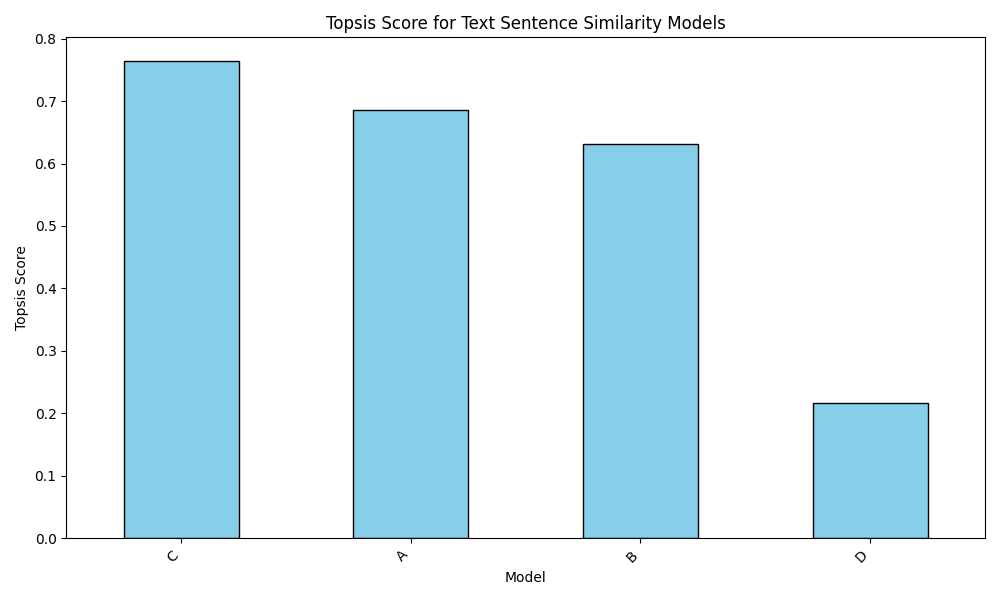 Topsis Score for Text Sentence Similarity Models
0.8
0.7
0.6
0.5
0.4
0.3
0.2
0.1
0.0
Topsis Score
C
A
B
D
Model